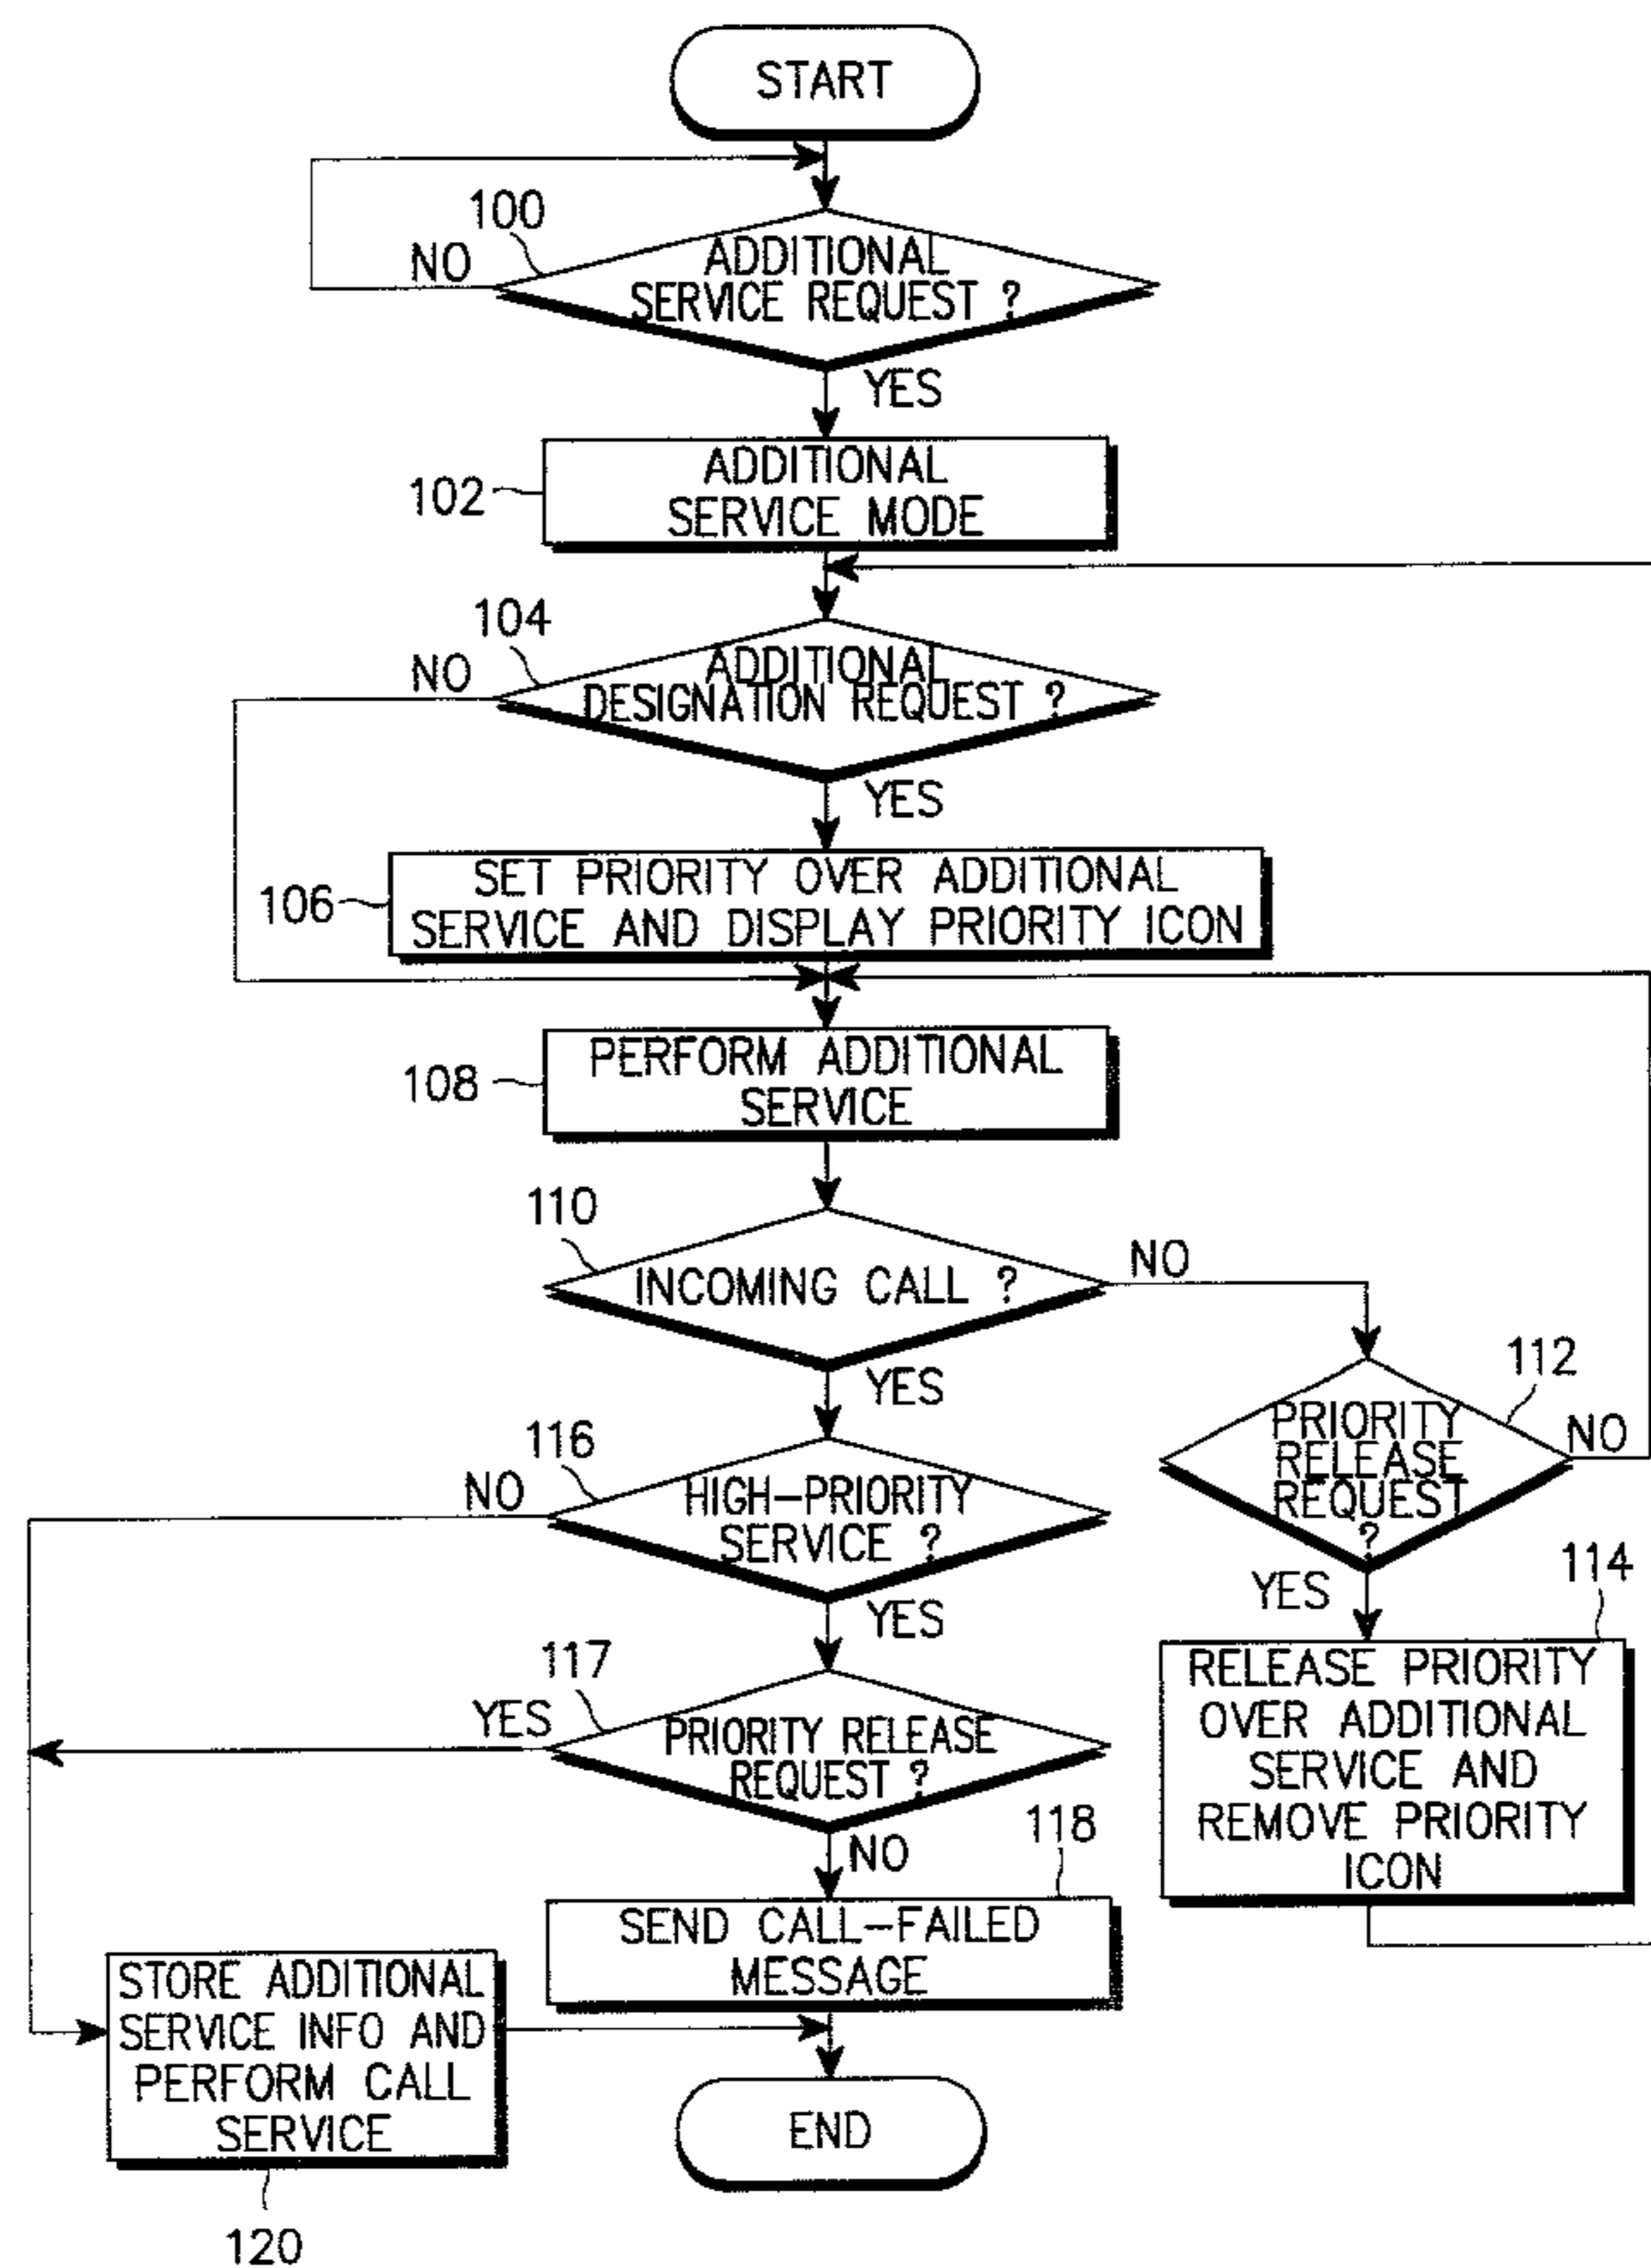 START
100
NO
ADDITIONAL
SERVICE REQUEST ?
YES
102
ADDITIONAL
SERVICE MODE
104
NO
ADDITIONAL
DESIGNATION REQUEST ?
YES
106
SET PRIORITY OVER ADDITIONAL
SERVICE AND DISPLAY PRIORITY ICON
108
PERFORM ADDITIONAL
SERVICE
110
INCOMING CALL ?
NO
YES
112
PRIORITY
RELEASE
REQUEST
?
NO
YES
116
NO
HIGH-PRIORITY
SERVICE ?
YES
114
RELEASE PRIORITY
OVER ADDITIONAL
SERVICE AND
REMOVE PRIORITY
ICON
117
YES
PRIORITY RELEASE
REQUEST ?
NO
118
SEND CALL-FAILED
MESSAGE
STORE ADDITIONAL
SERVICE INFO AND
PERFORM CALL
SERVICE
120
END